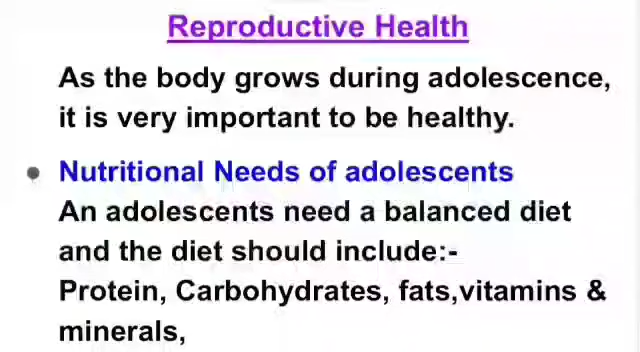 Reproductive Health
As the body grows during adolescence,
it is very important to be healthy.
● Nutritional Needs of adolescents
An adolescents need a balanced diet
and the diet should include:-
Protein, Carbohydrates, fats,vitamins &
minerals,